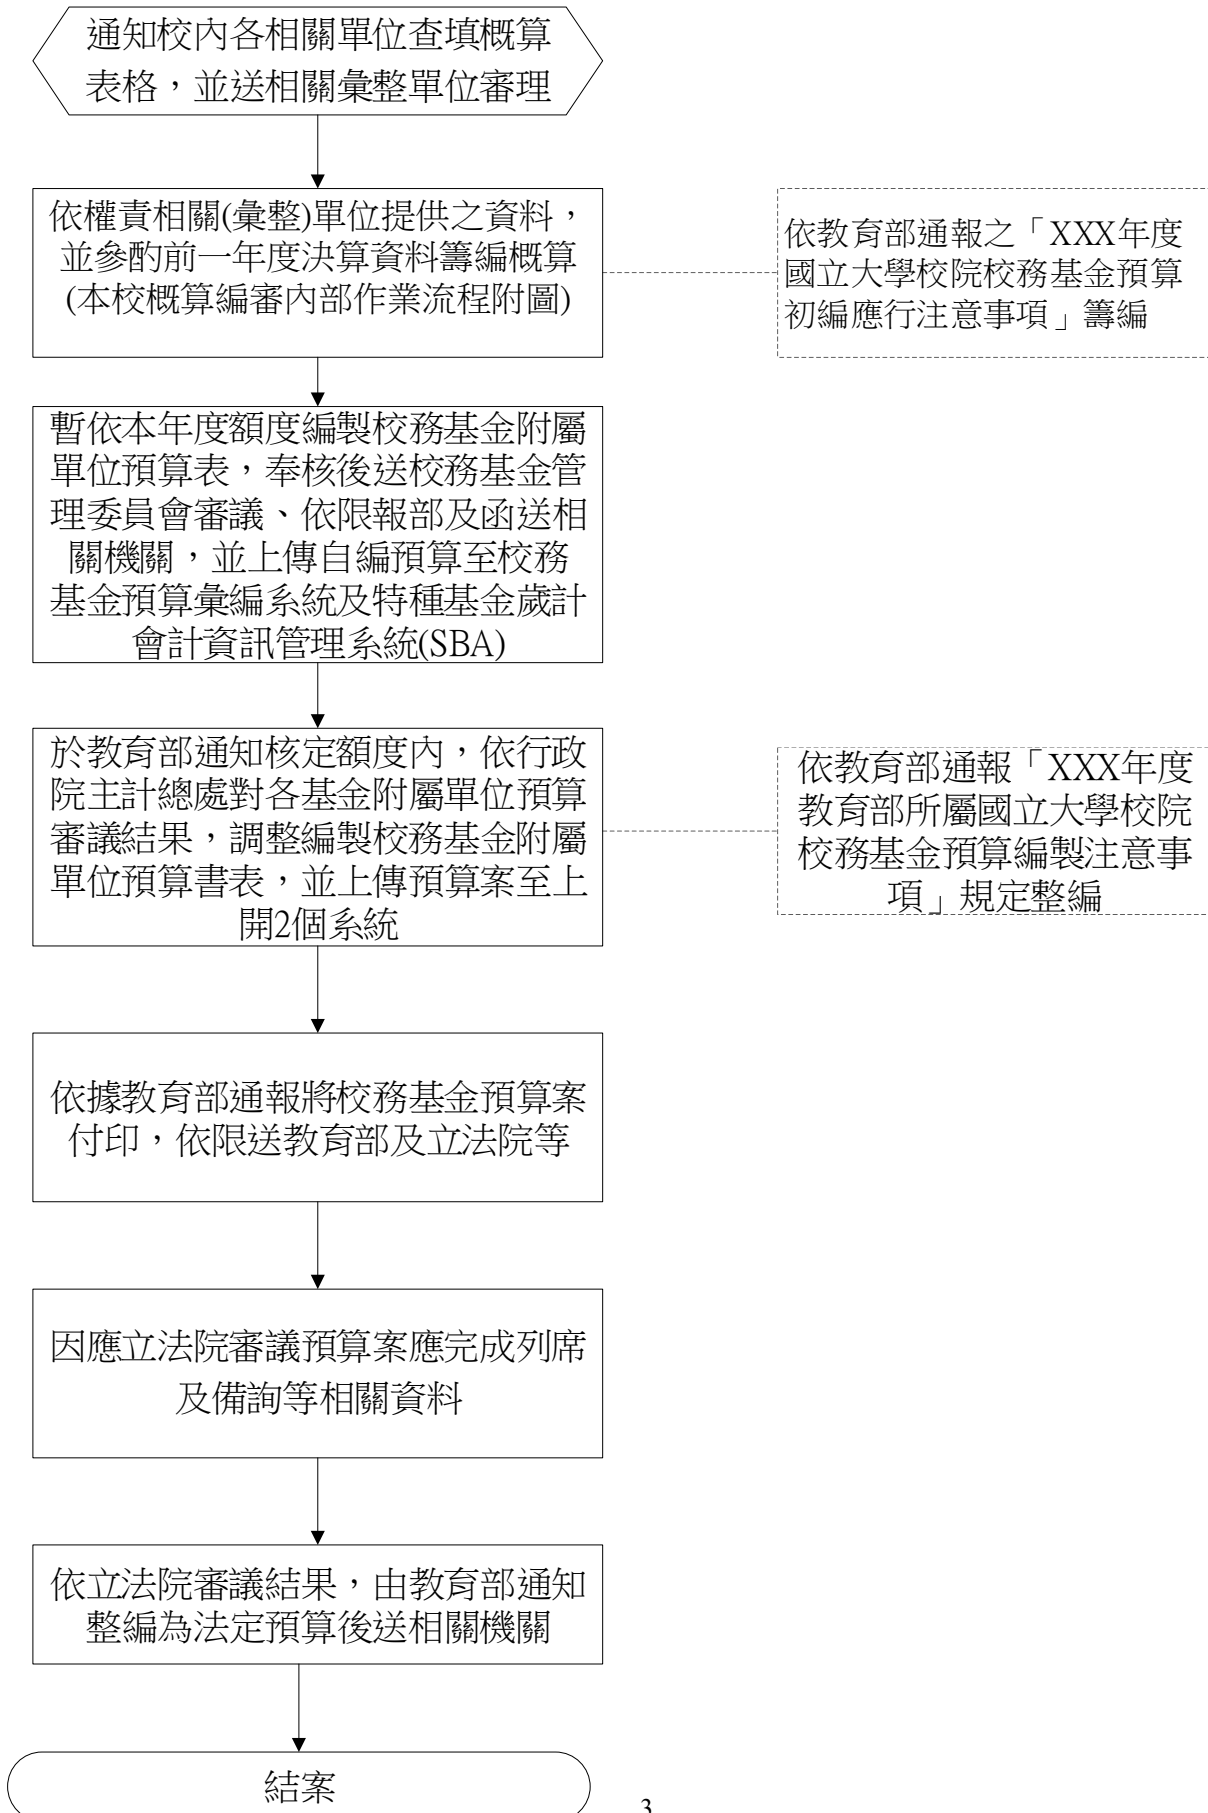 通知校內各相關單位查填概算
表格，並送相關彙整單位審理
依權責相關(彙整)單位提供之資料，
並參酌前一年度決算資料籌編概算
(本校概算編審內部作業流程附圖)
依教育部通報之「XXX年度
國立大學校院校務基金預算
初編應行注意事項」籌編
暫依本年度額度編製校務基金附屬
單位預算表，奉核後送校務基金管
理委員會審議、依限報部及函送相
關機關，並上傳自編預算至校務
基金預算彙編系統及特種基金歲計
會計資訊管理系統(SBA)
於教育部通知核定額度內，依行政
院主計總處對各基金附屬單位預算
審議結果，調整編製校務基金附屬
單位預算書表，並上傳預算案至上
開2個系統
依教育部通報「XXX年度
教育部所屬國立大學校院
校務基金預算編製注意事
項」規定整編
依據教育部通報將校務基金預算案
付印，依限送教育部及立法院等
因應立法院審議預算案應完成列席
及備詢等相關資料
依立法院審議結果，由教育部通知
整編為法定預算後送相關機關
結案
3